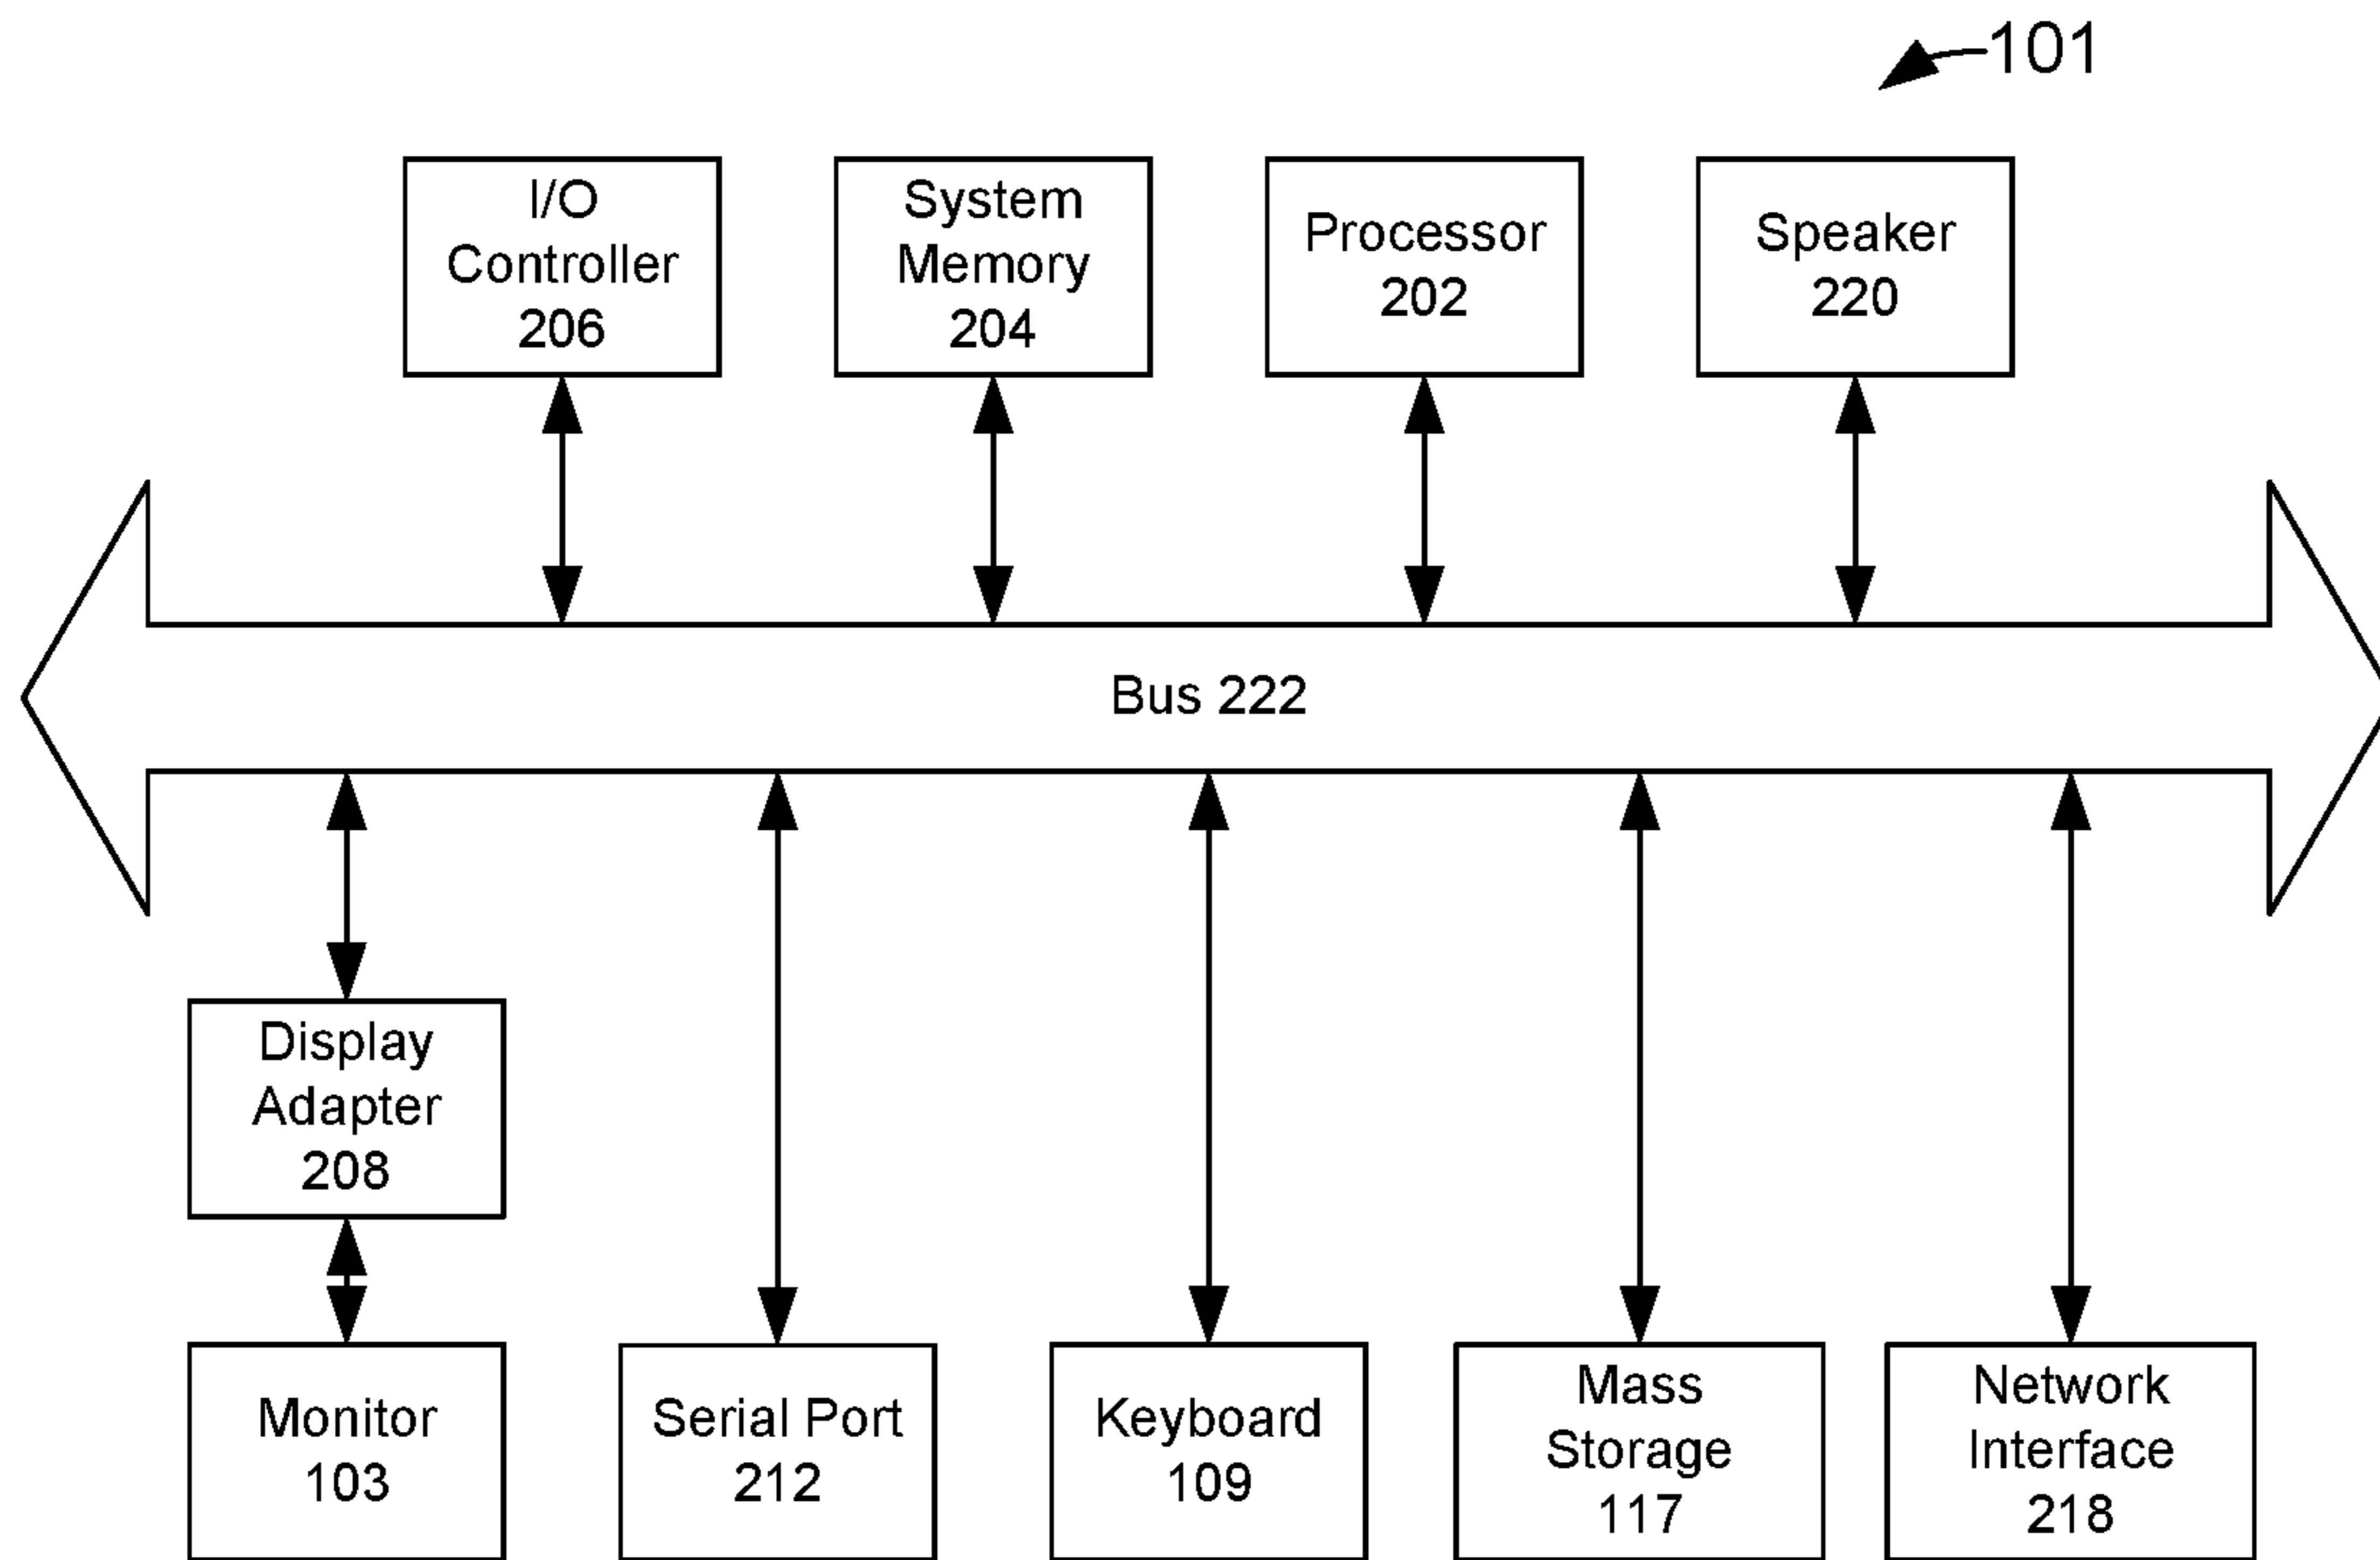 101
I/O
Controller
206
System
Memory
204
Processor
202
Speaker
220
Bus 222
Display
Adapter
208
Monitor
103
Serial Port
212
Keyboard
109
Mass
Storage
117
Network
Interface
218